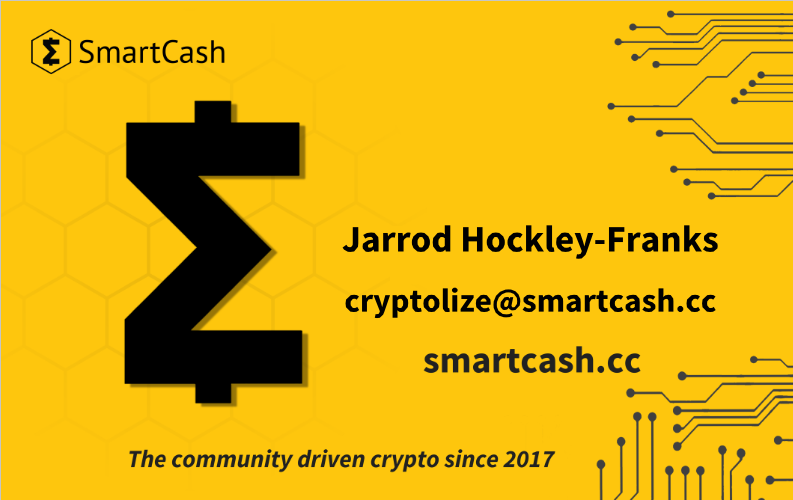 SmartCash
Jarrod Hockley-Franks
cryptolize@smartcash.cc
smartcash.cc
The community driven crypto since 2017